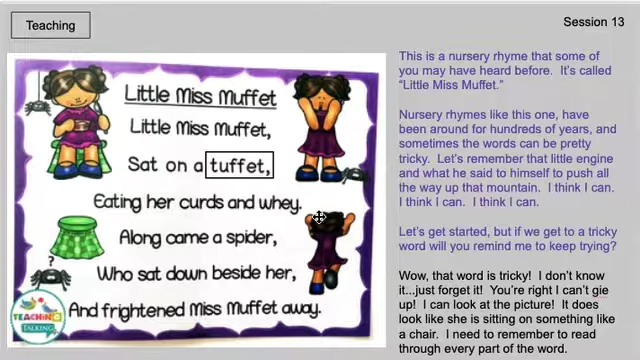 Teaching
Session 13
Little Miss Muffet
Little Miss Muffet,
Sat on a tuffet,
Eating her curds and whey.
Along came a spider,
Who sat down beside her,
And frightened Miss Muffet away.
?
TEACHING
TALKING
This is a nursery rhyme that some of
you may have heard before.  It's called
“Little Miss Muffet.”
Nursery rhymes like this one, have
been around for hundreds of years, and
sometimes the words can be pretty
tricky.  Let's remember that little engine
and what he said to himself to push all
the way up that mountain.  I think I can.
I think I can.  I think I can.
Let's get started, but if we get to a tricky
word will you remind me to keep trying?
Wow, that word is tricky!  I don't know
it...just forget it!  You're right I can't gie
up!  I can look at the picture!  It does
look like she is sitting on something like
a chair.  I need to remember to read
through every part of the word.